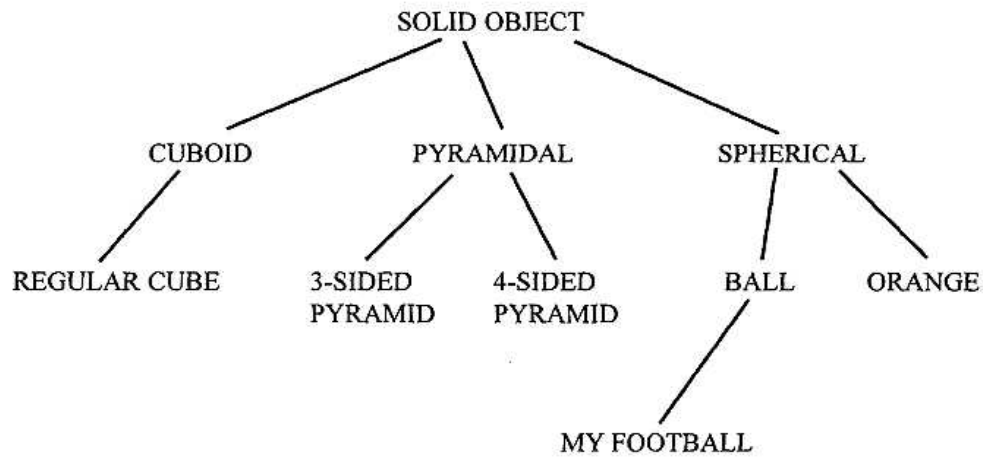 SOLID OBJECT
CUBOID
PYRAMIDAL
SPHERICAL
REGULAR CUBE
3-SIDED
PYRAMID
4-SIDED
PYRAMID
BALL
ORANGE
MY FOOTBALL